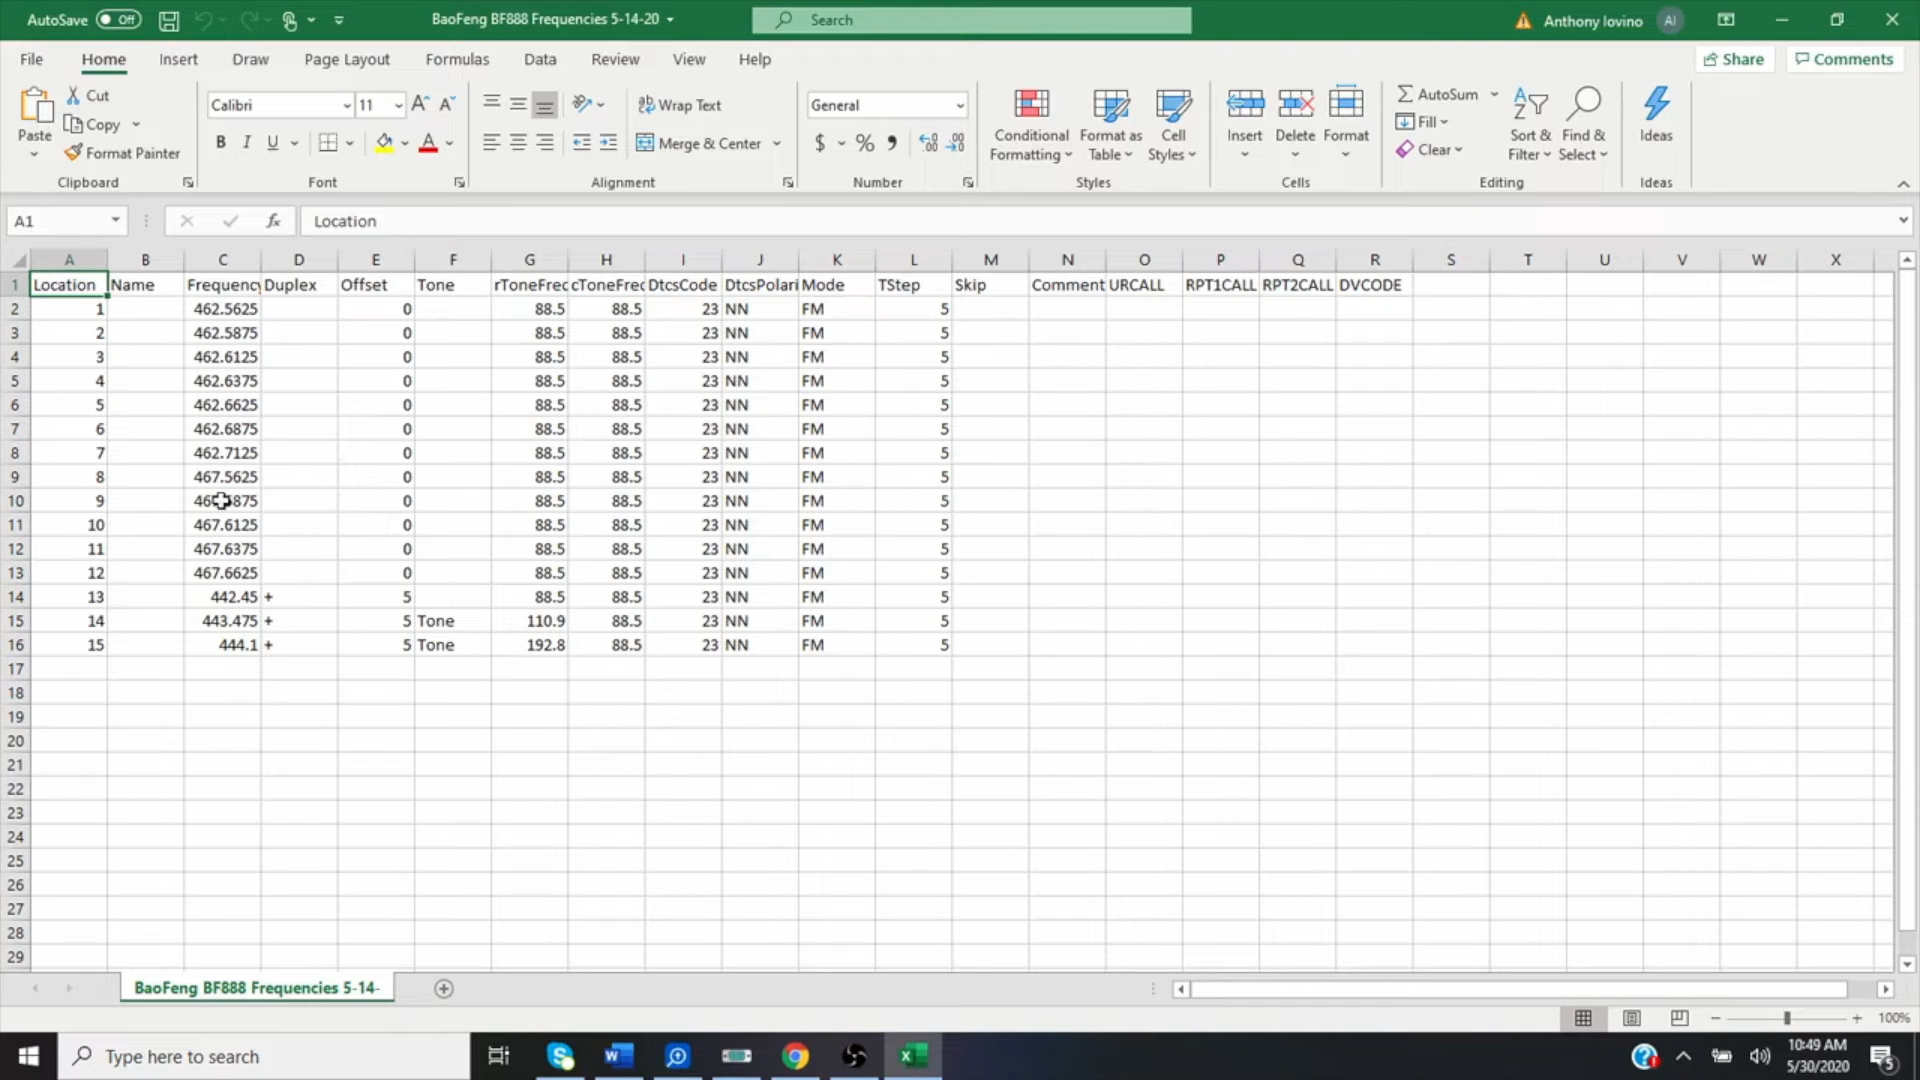 AutoSave Off BaoFeng BF888 Frequencies 5-14-20 Search Anthony Iovino AI
File Home Insert Draw Page Layout Formulas Data Review View Help Share Comments
Paste Cut Copy Format Painter Clipboard
Calibri 11 B I U Font
Wrap Text Merge & Center Alignment
General $ % Number
Conditional Formatting Format as Table Cell Styles Styles
Insert Delete Format Cells
AutoSum Fill Clear Sort & Filter Find & Select Editing
Ideas Ideas
A1 fx Location
A B C D E F G H I J K L M N O P Q R S T U V W X
1 Location Name Frequency Duplex Offset Tone rToneFrec cToneFrec DtcsCode DtcsPolari Mode TStep Skip Comment URCALL RPT1CALL RPT2CALL DVCODE
2 1 462.5625 0 88.5 88.5 23 NN FM 5
3 2 462.5875 0 88.5 88.5 23 NN FM 5
4 3 462.6125 0 88.5 88.5 23 NN FM 5
5 4 462.6375 0 88.5 88.5 23 NN FM 5
6 5 462.6625 0 88.5 88.5 23 NN FM 5
7 6 462.6875 0 88.5 88.5 23 NN FM 5
8 7 462.7125 0 88.5 88.5 23 NN FM 5
9 8 467.5625 0 88.5 88.5 23 NN FM 5
10 9 0 88.5 88.5 23 NN FM 5
11 10 467.6125 0 88.5 88.5 23 NN FM 5
12 11 467.6375 0 88.5 88.5 23 NN FM 5
13 12 467.6625 0 88.5 88.5 23 NN FM 5
14 13 442.45 + 5 88.5 88.5 23 NN FM 5
15 14 443.475 + 5 Tone 110.9 88.5 23 NN FM 5
16 15 444.1 + 5 Tone 192.8 88.5 23 NN FM 5
17
18
19
20
21
22
23
24
25
26
27
28
29
BaoFeng BF888 Frequencies 5-14-
100%
Type here to search 10:49 AM
5/30/2020 5